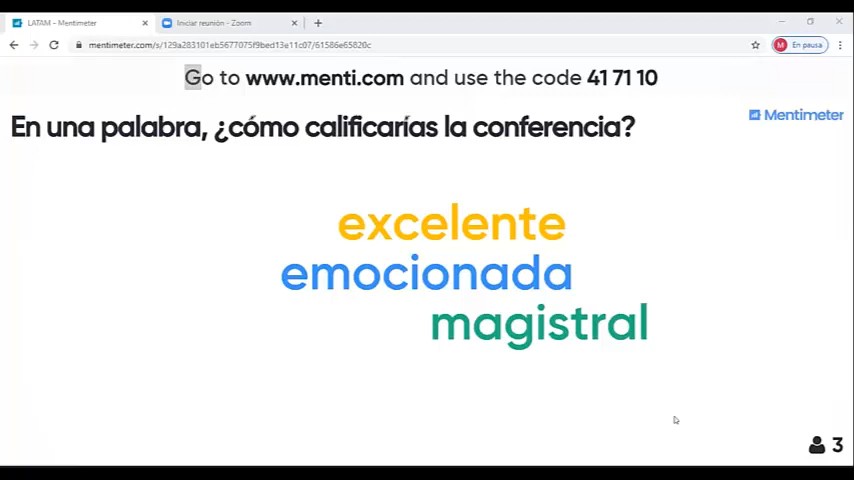 LATAM - Mentimeter
Iniciar reunión - Zoom
mentimeter.com/s/129a283101eb5677075f9bed13e11c07/61586e65820c
M En pausa
Go to www.menti.com and use the code 41 71 10
Mentimeter
En una palabra, ¿cómo calificarías la conferencia?
excelente
emocionada
magistral
3